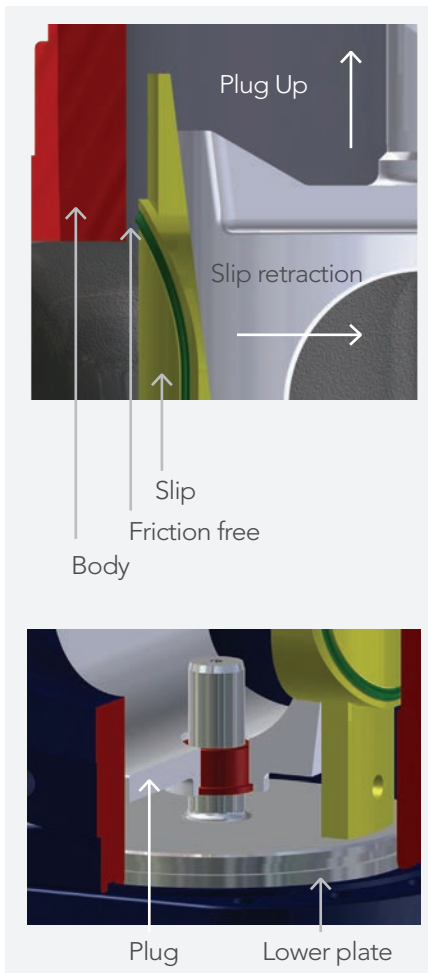 Plug Up
Slip retraction
Slip
Friction free
Body
Plug
Lower plate